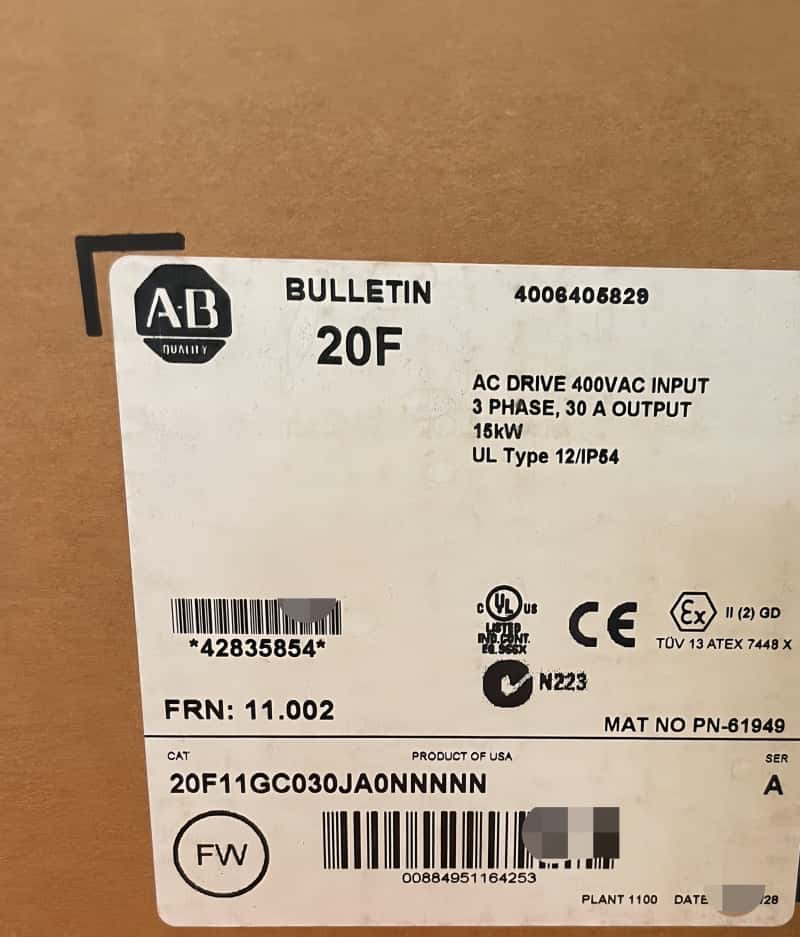 A·B
QUALITY
BULLETIN
20F
4006405829
AC DRIVE 400VAC INPUT
3 PHASE, 30 A OUTPUT
15kW
UL Type 12/IP54
*42835854*
C UL US
LISTED
IND.CONT.
EQ.966X
CE
Ex II (2) GD
TÜV 13 ATEX 7448 X
N223
FRN: 11.002
MAT NO PN-61949
CAT
PRODUCT OF USA
SER
20F11GC030JA0NNNNN
A
FW
00884951164253
PLANT 1100
DATE
/28